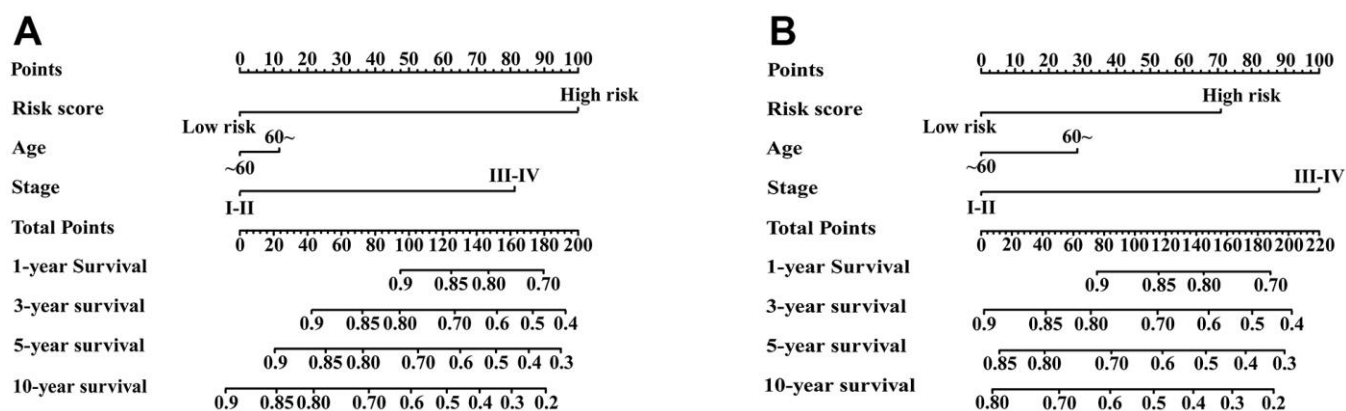 A
Points 0 10 20 30 40 50 60 70 80 90 100
Risk score High risk
Low risk
Age 60~
~60
Stage III-IV
I-II
Total Points 0 20 40 60 80 100 120 140 160 180 200
1-year Survival 0.9 0.85 0.80 0.70
3-year survival 0.9 0.85 0.80 0.70 0.6 0.5 0.4
5-year survival 0.9 0.85 0.80 0.70 0.6 0.5 0.4 0.3
10-year survival 0.9 0.85 0.80 0.70 0.6 0.5 0.4 0.3 0.2
B
Points 0 10 20 30 40 50 60 70 80 90 100
Risk score High risk
Low risk
Age 60~
~60
Stage III-IV
I-II
Total Points 0 20 40 60 80 100 120 140 160 180 200 220
1-year Survival 0.9 0.85 0.80 0.70
3-year survival 0.9 0.85 0.80 0.70 0.6 0.5 0.4
5-year survival 0.85 0.80 0.70 0.6 0.5 0.4 0.3
10-year survival 0.80 0.70 0.6 0.5 0.4 0.3 0.2